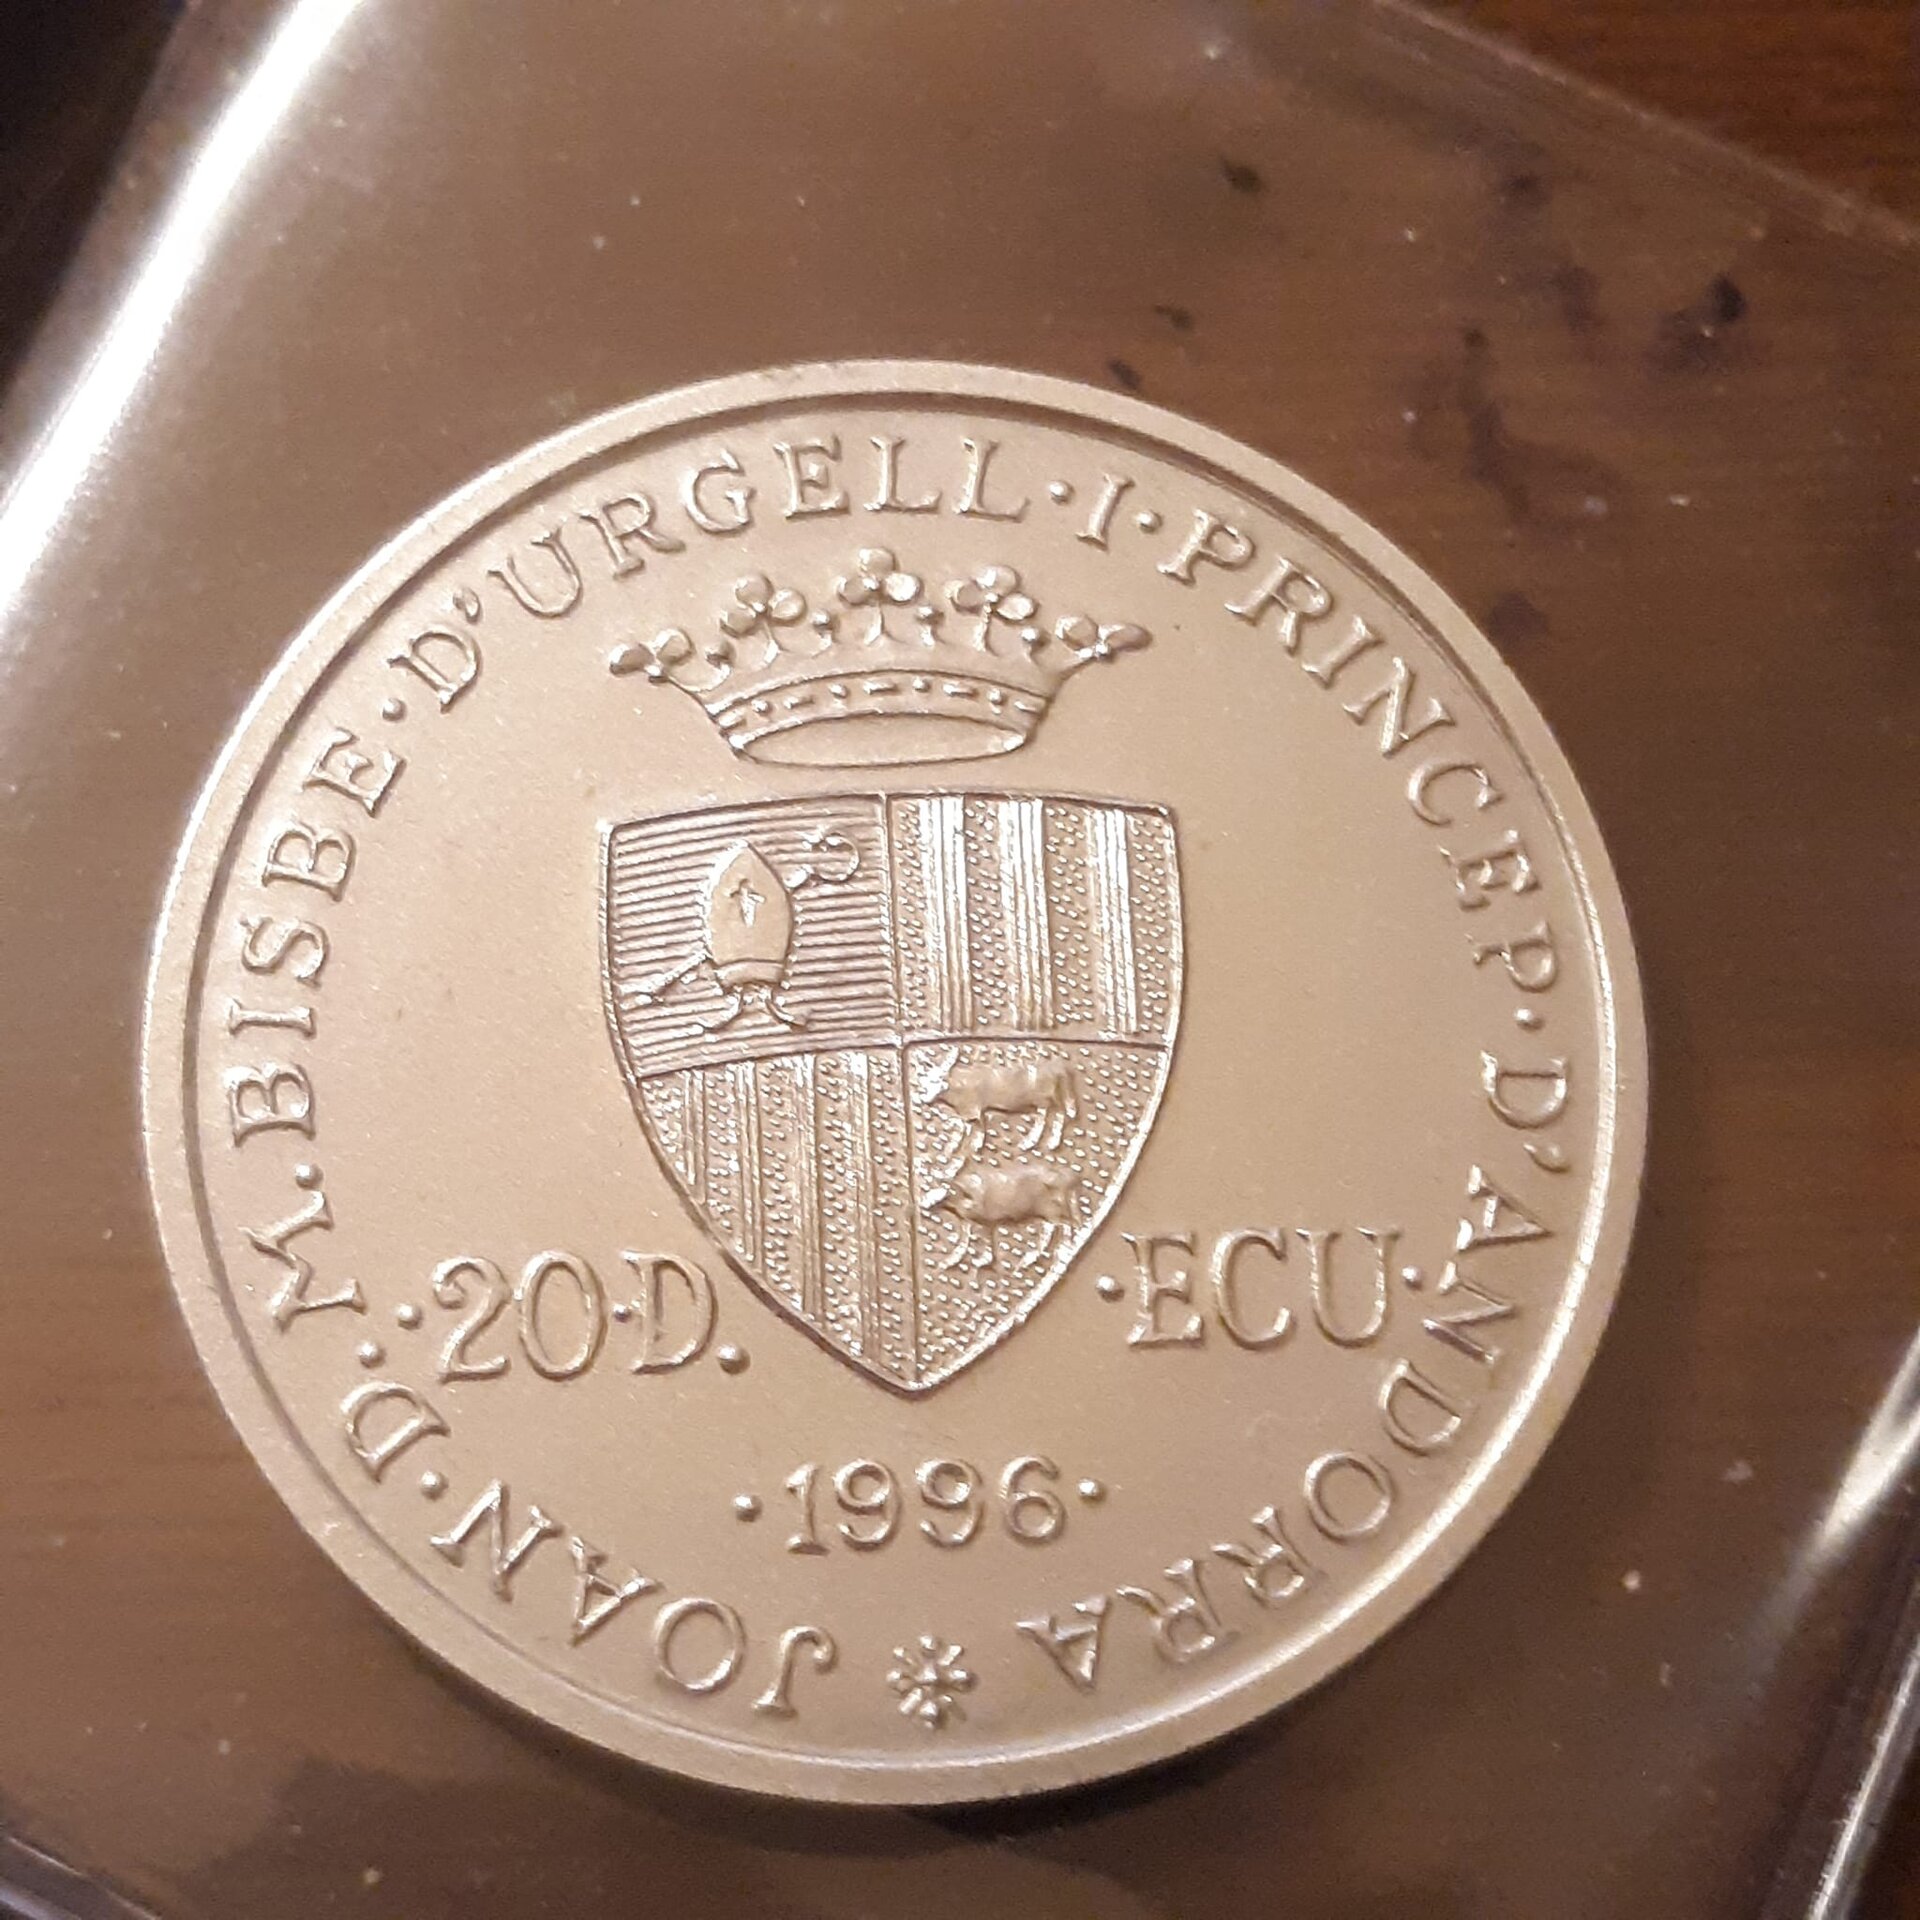 JOAN·D·D·M·BISBE·D'URGELL·I·PRINCEP·D'ANDORRA
·20·D· ·ECU·
·1996·